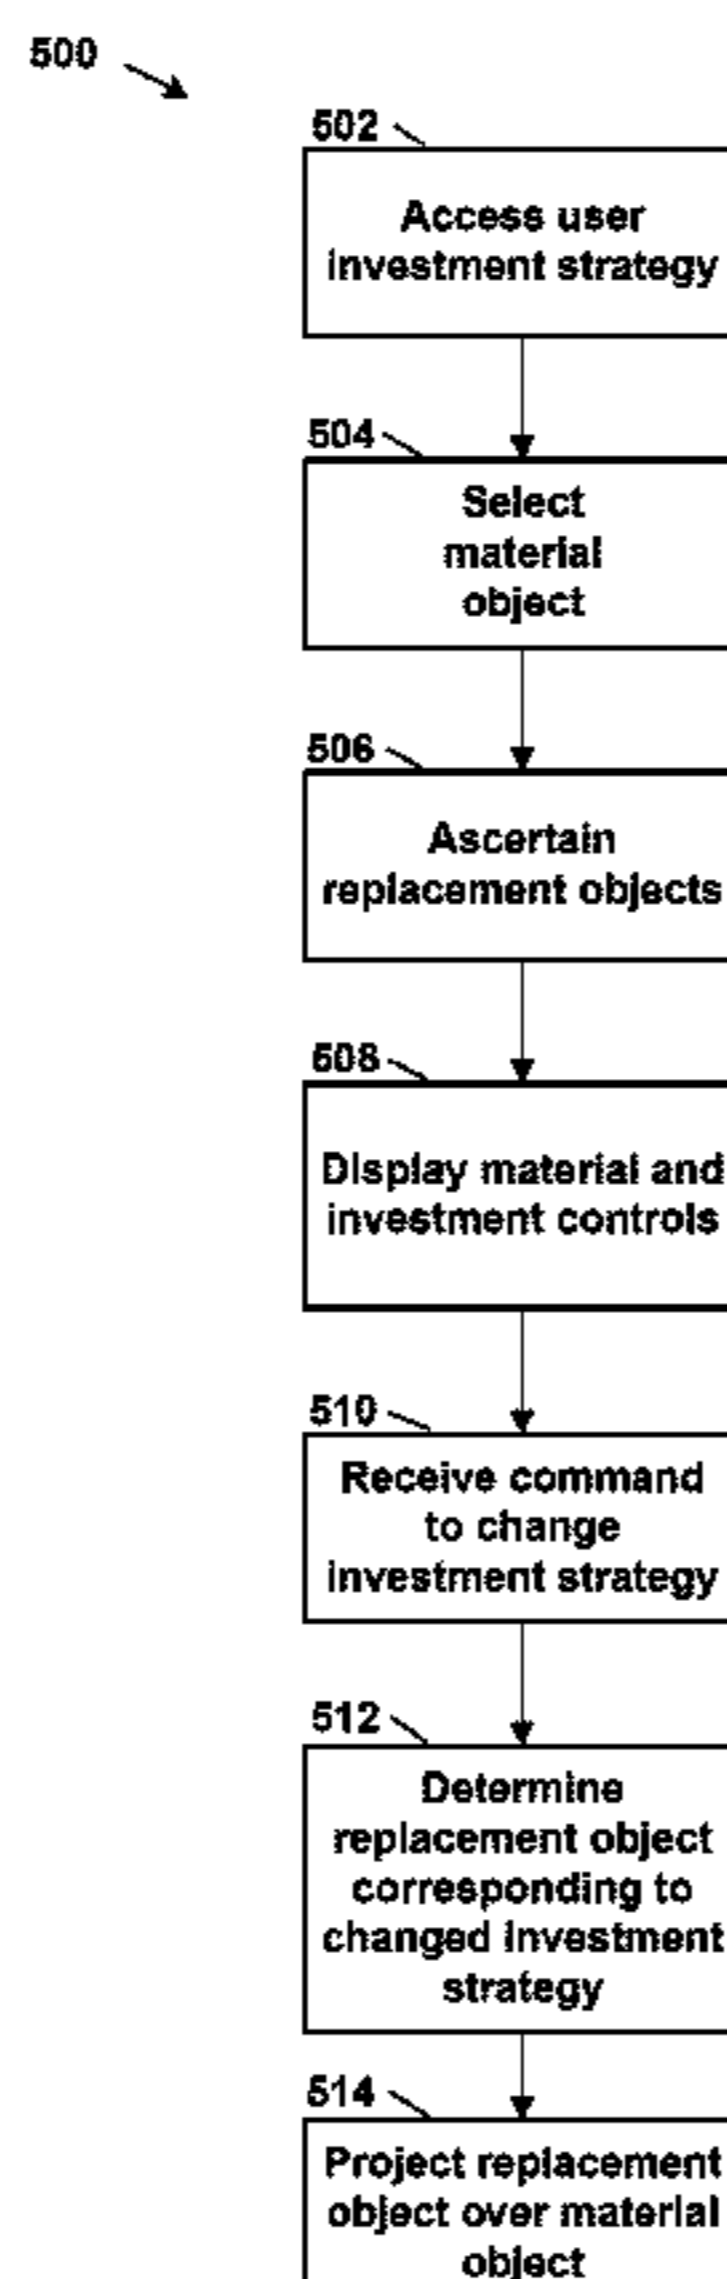 500
502
Access user
investment strategy
504
Select
material
object
506
Ascertain
replacement objects
508
Display material and
investment controls
510
Receive command
to change
investment strategy
512
Determine
replacement object
corresponding to
changed investment
strategy
514
Project replacement
object over material
object